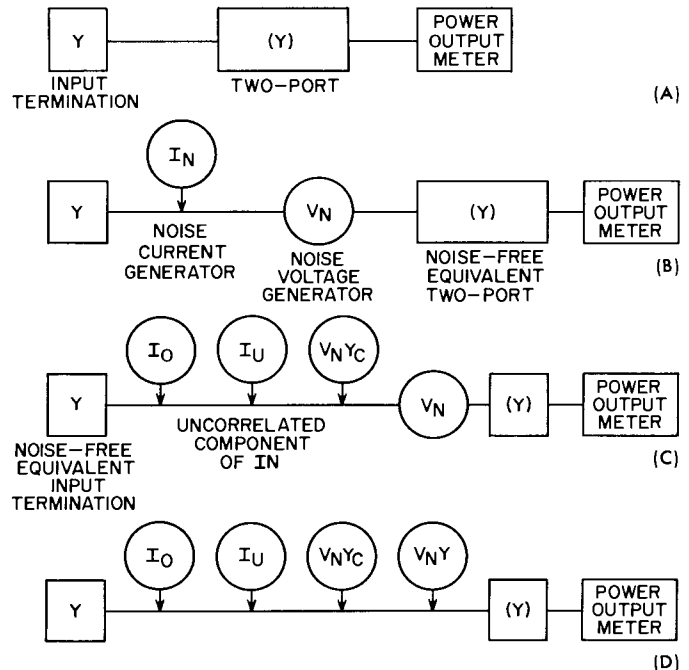 Y
(Y)
POWER
OUTPUT
METER
INPUT
TERMINATION
TWO-PORT
(A)
I_N
Y
V_N
(Y)
POWER
OUTPUT
METER
NOISE
CURRENT
GENERATOR
NOISE
VOLTAGE
GENERATOR
NOISE-FREE
EQUIVALENT
TWO-PORT
(B)
I_O
I_U
V_NY_C
Y
V_N
(Y)
POWER
OUTPUT
METER
UNCORRELATED
COMPONENT
OF IN
NOISE-FREE
EQUIVALENT
INPUT
TERMINATION
(C)
I_O
I_U
V_NY_C
V_NY
Y
(Y)
POWER
OUTPUT
METER
(D)